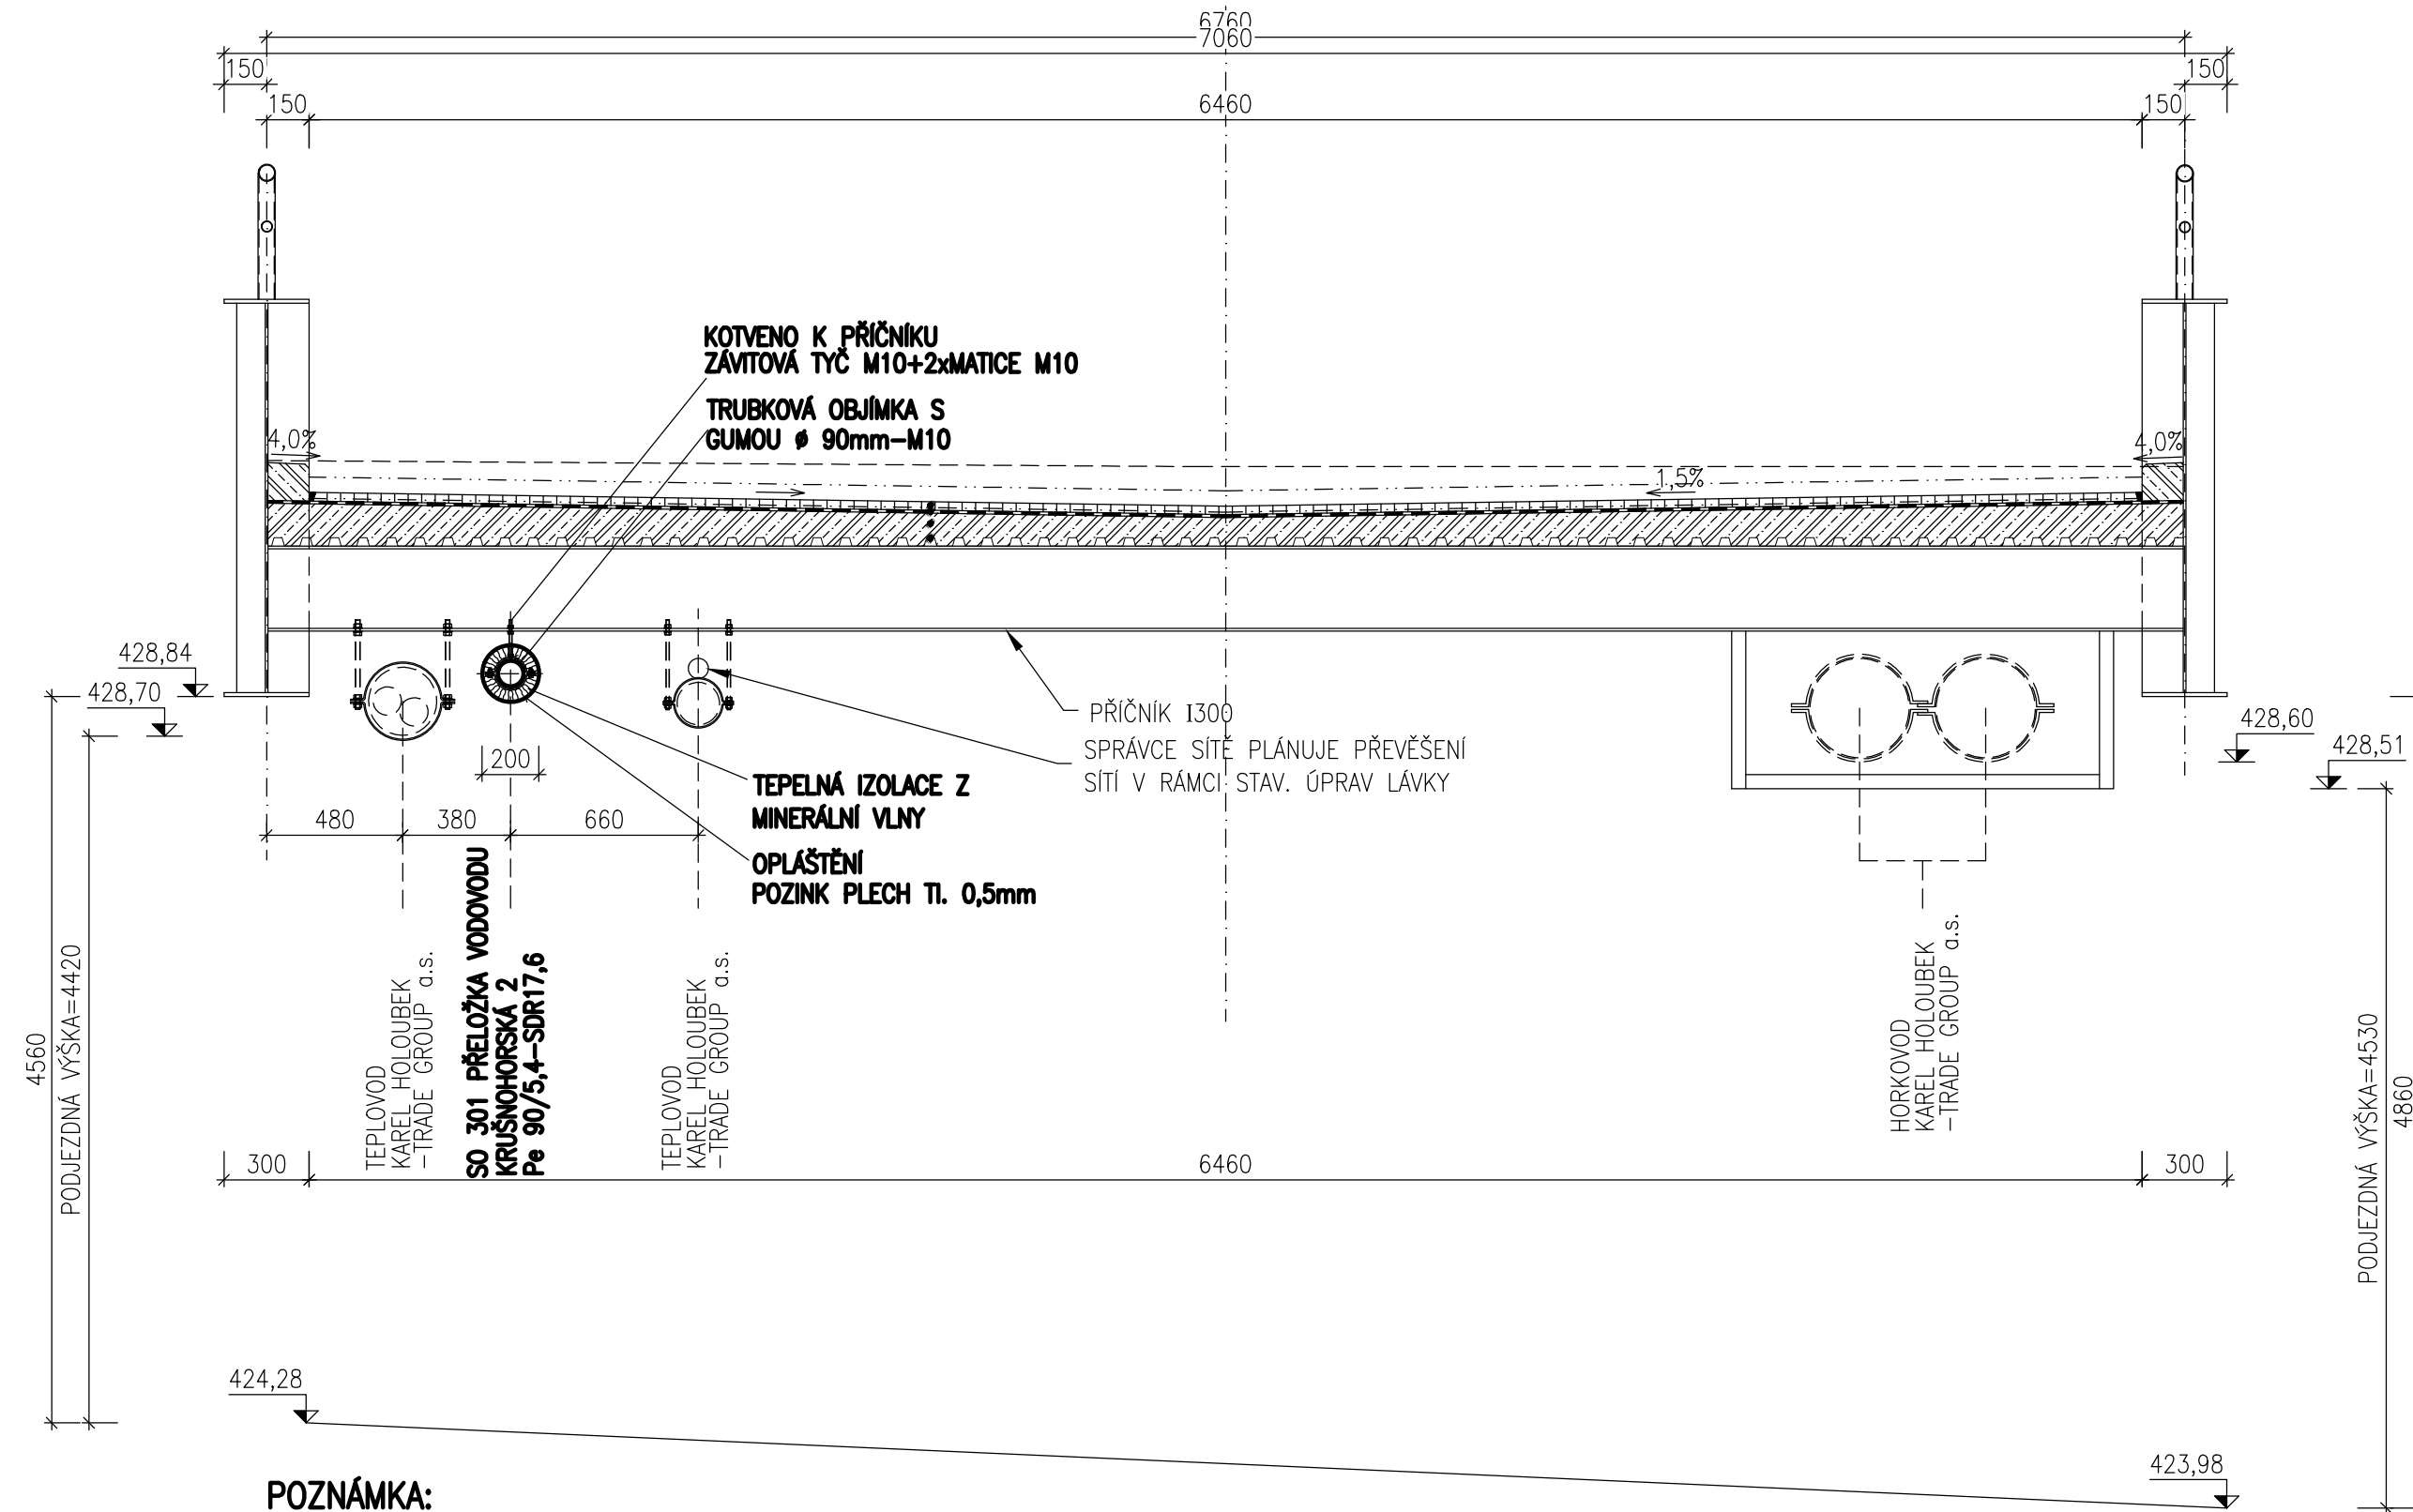 6760
7060
150
150
150
6460
150
KOTVENO K PŘÍČNÍKU
ZÁVITOVÁ TYČ M10+2xMATICE M10
TRUBKOVÁ OBJÍMKA S
GUMOU ø 90mm-M10
4,0%
4,0%
1,5%
428,84
428,70
PŘÍČNÍK I300
SPRÁVCE SÍTĚ PLÁNUJE PŘEVĚŠENÍ
SÍTÍ V RÁMCI STAV. ÚPRAV LÁVKY
428,60
428,51
200
TEPELNÁ IZOLACE Z
MINERÁLNÍ VLNY
480
380
660
OPLÁŠTĚNÍ
POZINK PLECH Tl. 0,5mm
4560
PODJEZDNÁ VÝŠKA=4420
TEPLOVOD
KAREL HOLOUBEK
-TRADE GROUP a.s.
SO 301 PŘELOŽKA VODOVODU
KRUŠNOHORSKÁ 2
Pe 90/5,4-SDR17,6
TEPLOVOD
KAREL HOLOUBEK
-TRADE GROUP a.s.
HORKOVOD
KAREL HOLOUBEK
-TRADE GROUP a.s.
PODJEZDNÁ VÝŠKA=4530
4860
300
6460
300
424,28
423,98
POZNÁMKA: